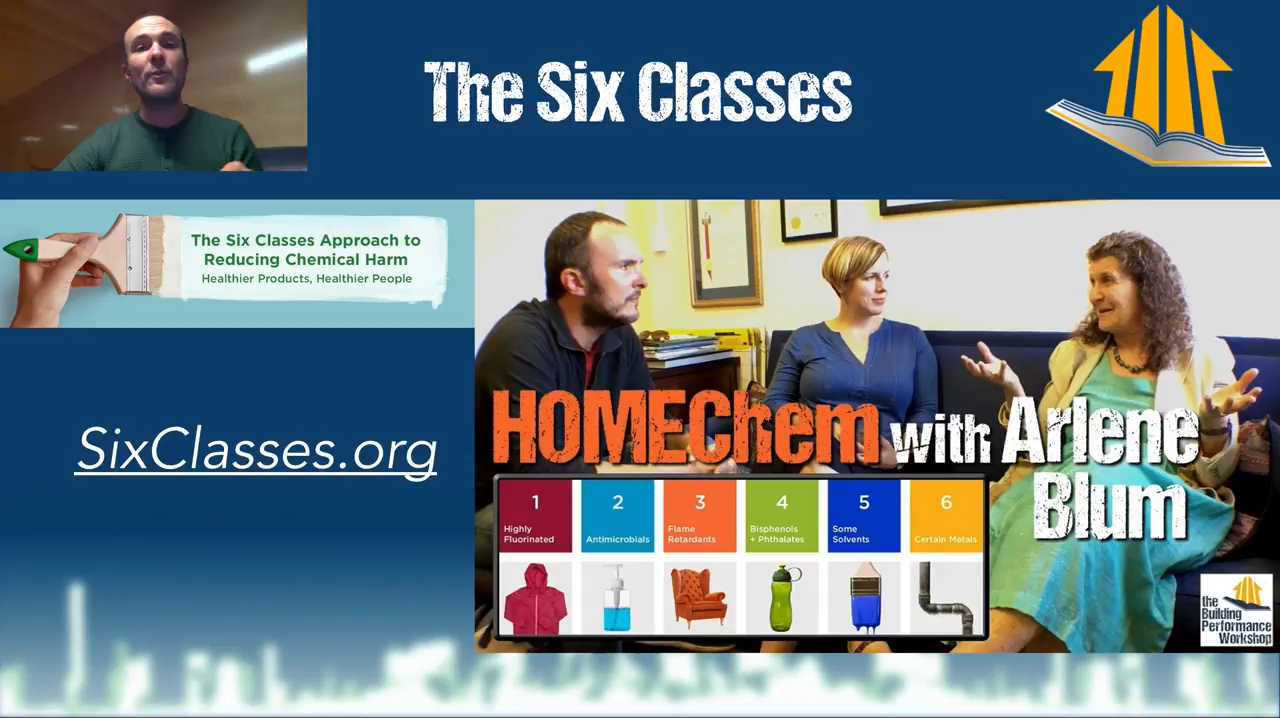 The Six Classes
The Six Classes Approach to
Reducing Chemical Harm
Healthier Products, Healthier People
SixClasses.org
HOMEChem with Arlene
Blum
1
Highly
Fluorinated
2
Antimicrobials
3
Flame
Retardants
4
Bisphenols
+ Phthalates
5
Some
Solvents
6
Certain Metals
the
Building
Performance
Workshop